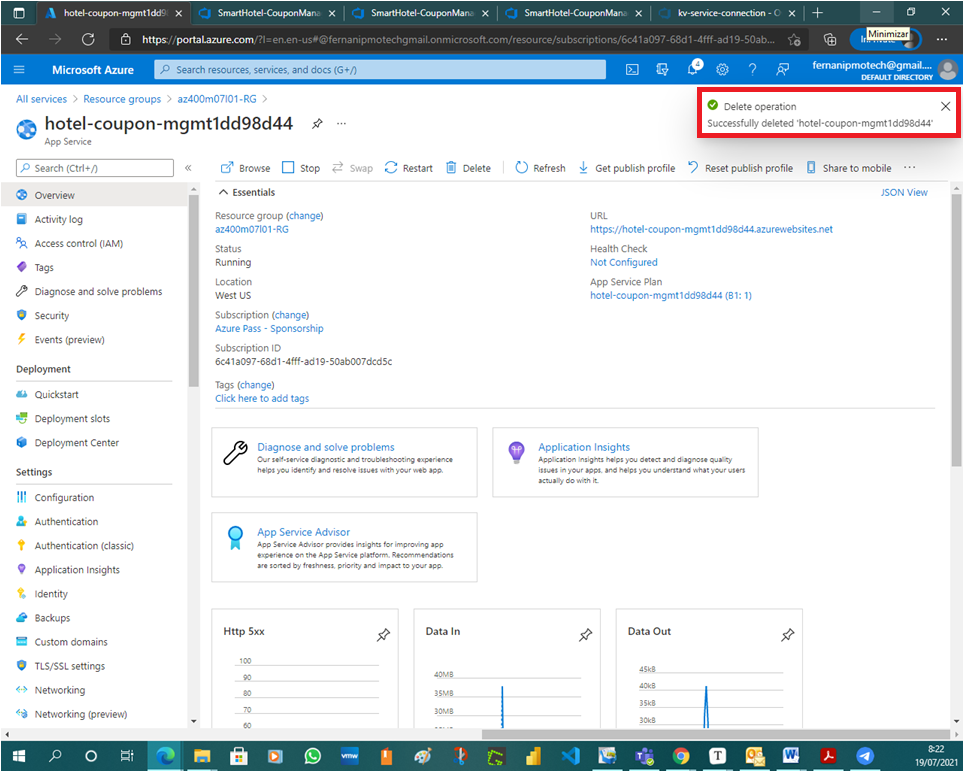 hotel-coupon-mgmt1dd98d
SmartHotel-CouponMana
SmartHotel-CouponMana
SmartHotel-CouponMana
kv-service-connection - O
https://portal.azure.com/?l=en.en-us#@fernanipmotechgmail.onmicrosoft.com/resource/subscriptions/6c41a097-68d1-4fff-ad19-50ab...
Minimizar
Microsoft Azure
Search resources, services, and docs (G+/)
4
fernanipmotech@gmail....
DEFAULT DIRECTORY
All services > Resource groups > az400m07l01-RG >
Delete operation
Successfully deleted 'hotel-coupon-mgmt1dd98d44'
hotel-coupon-mgmt1dd98d44
App Service
Search (Ctrl+/)
Browse Stop Swap Restart Delete Refresh Get publish profile Reset publish profile Share to mobile
Overview
Activity log
Access control (IAM)
Tags
Diagnose and solve problems
Security
Events (preview)
Deployment
Quickstart
Deployment slots
Deployment Center
Settings
Configuration
Authentication
Authentication (classic)
Application Insights
Identity
Backups
Custom domains
TLS/SSL settings
Networking
Networking (preview)
Essentials
JSON View
Resource group (change)
az400m07l01-RG
Status
Running
Location
West US
Subscription (change)
Azure Pass - Sponsorship
Subscription ID
6c41a097-68d1-4fff-ad19-50ab007dcd5c
Tags (change)
Click here to add tags
URL
https://hotel-coupon-mgmt1dd98d44.azurewebsites.net
Health Check
Not Configured
App Service Plan
hotel-coupon-mgmt1dd98d44 (B1: 1)
Diagnose and solve problems
Our self-service diagnostic and troubleshooting experience
helps you identify and resolve issues with your web app.
Application Insights
Application Insights helps you detect and diagnose quality
issues in your apps, and helps you understand what your users
actually do with it.
App Service Advisor
App Service Advisor provides insights for improving app
experience on the App Service platform. Recommendations
are sorted by freshness, priority and impact to your app.
Http 5xx
100
90
80
70
60
Data In
40MB
35MB
30MB
Data Out
45kB
40kB
35kB
30kB
vmw
8:22
19/07/2021